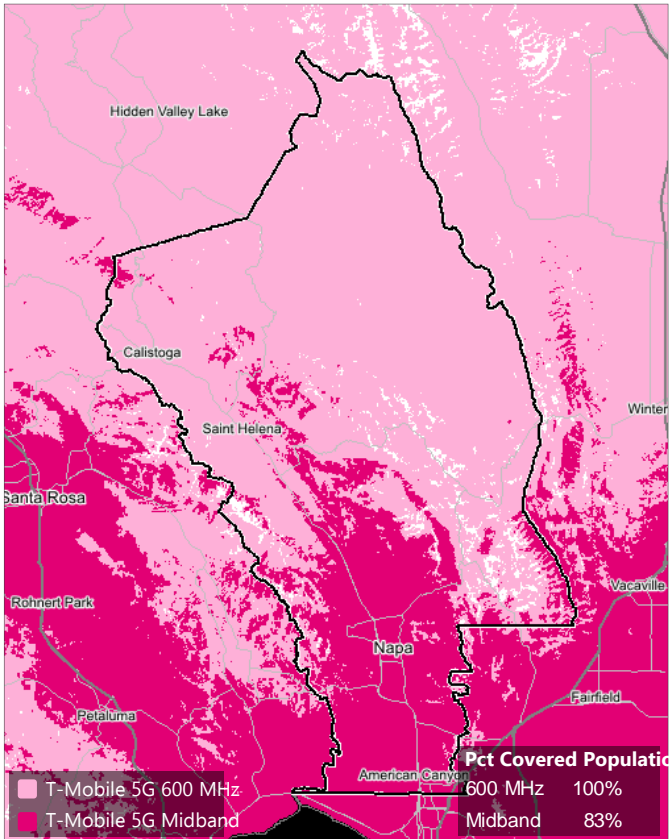 Hidden Valley Lake
Calistoga
Saint Helena
Winter
Santa Rosa
Rohnert Park
Vacaville
Napa
Fairfield
Petaluma
American Canyon
T-Mobile 5G 600 MHz
T-Mobile 5G Midband
Pct Covered Populatio
600 MHz 100%
Midband 83%